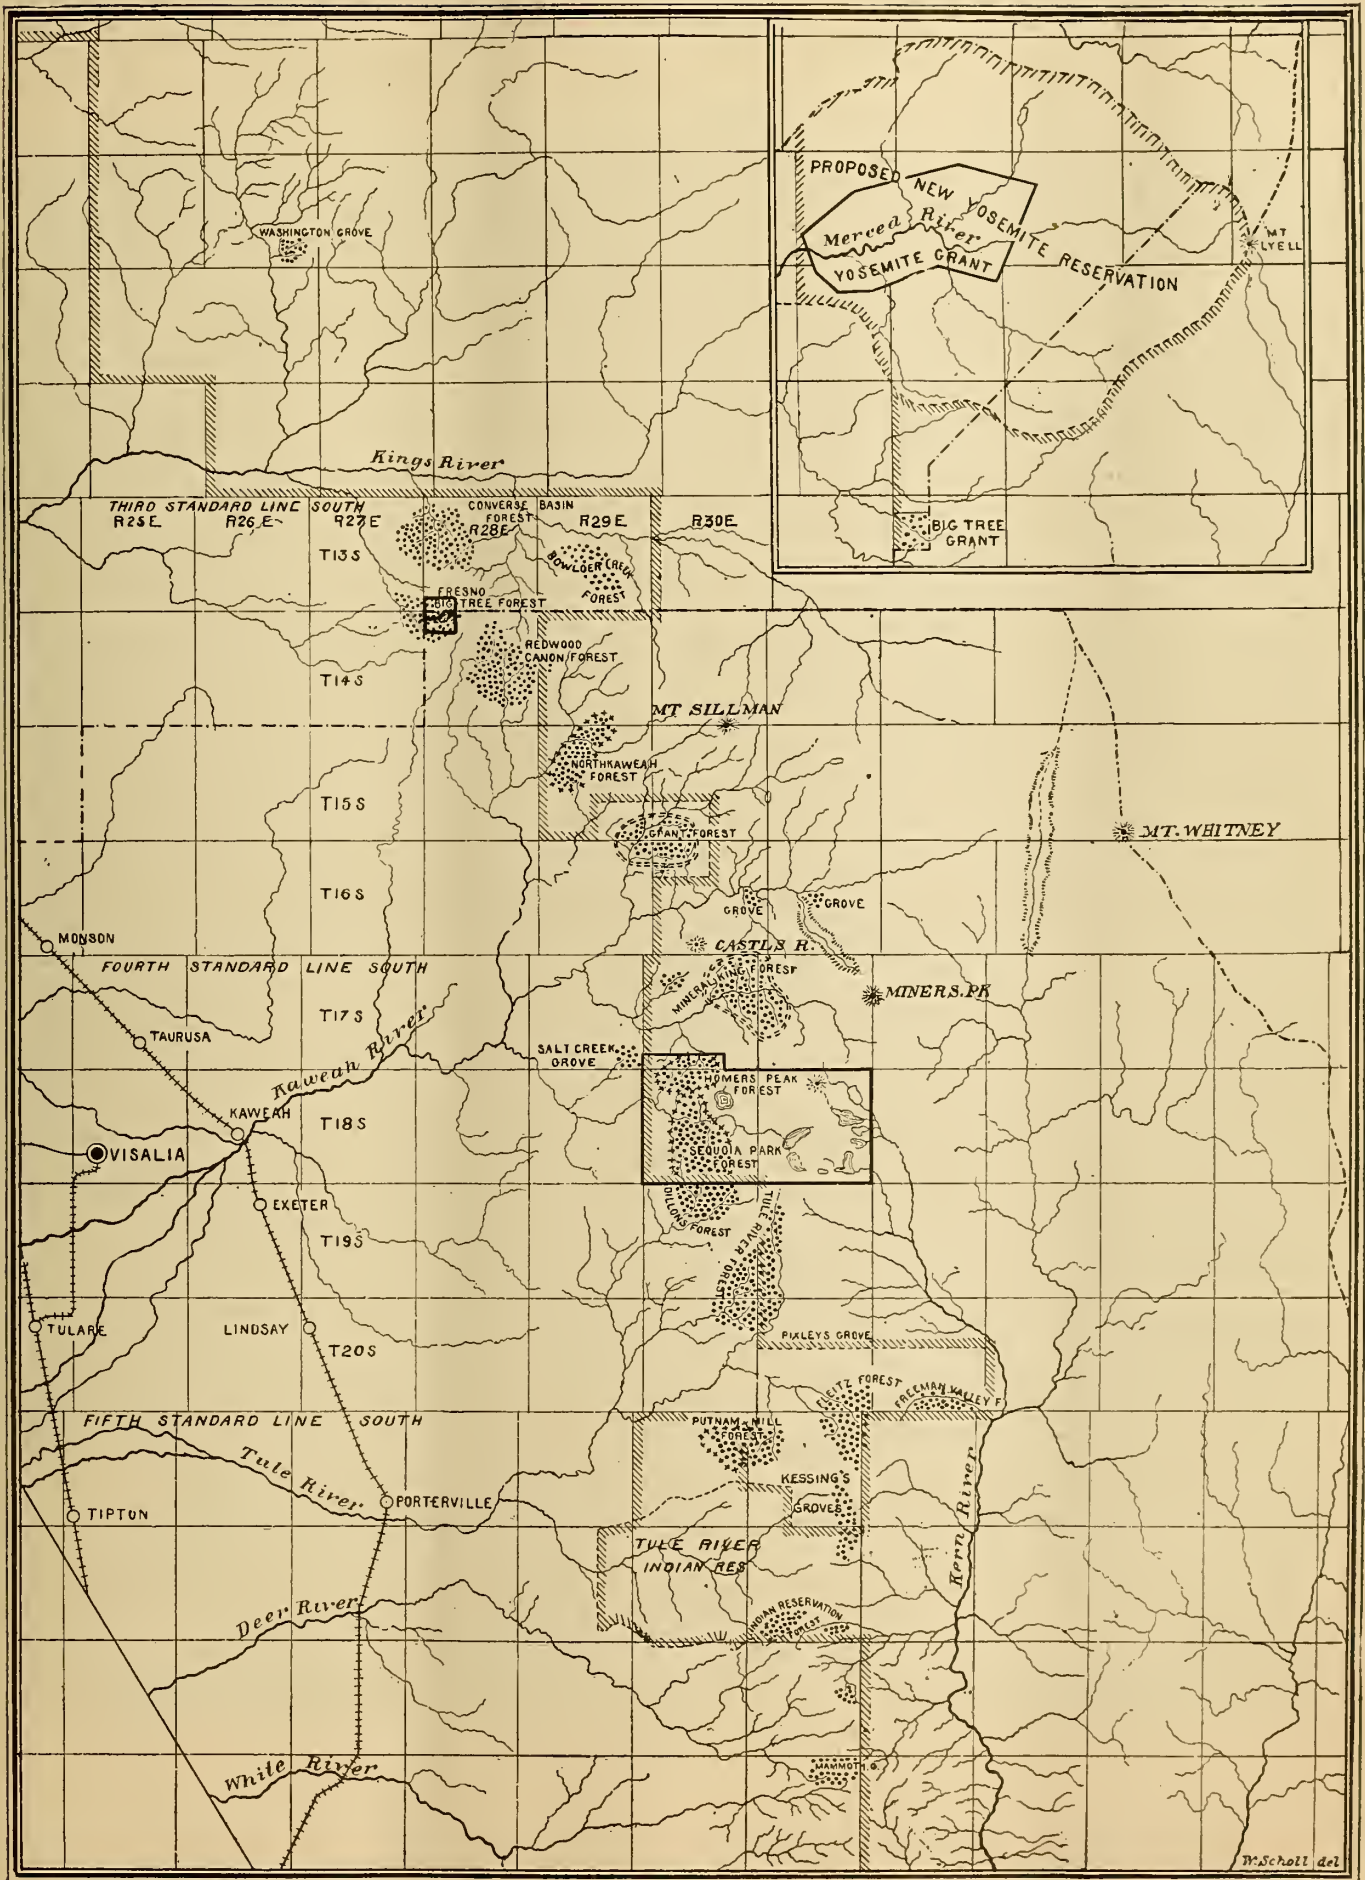 WASHINGTON GROVE
PROPOSED NEW YOSEMITE RESERVATION
Merced River
YOSEMITE GRANT
MT
LYELL
BIG TREE
GRANT
Kings River
THIRD STANDARD LINE SOUTH
R25E R26E R27E R28E R29E R30E
CONVERSE BASIN
FOREST
T13S
BOWLDER CREEK
FOREST
FRESNO
BIG TREE FOREST
REDWOOD
CANON FOREST
T14S
MT SILLMAN
NORTH KAWEAH
FOREST
T15S
GIANT FOREST
MT. WHITNEY
T16S
GROVE
GROVE
MONSON
CASTLS R.
FOURTH STANDARD LINE SOUTH
MINERAL KING FOREST
MINERS.PK
T17S
TAURUSA
Kaweah River
SALT CREEK
GROVE
HOMERS PEAK
FOREST
KAWEAH
T18S
VISALIA
SEQUOIA PARK
FOREST
EXETER
DILLONS FOREST
TULE RIVER FOREST
T19S
TULARE
LINDSAY
PIXLEYS GROVE
T20S
FLEITZ FOREST
FREEMAN VALLEY F
FIFTH STANDARD LINE SOUTH
PUTNAM MILL
FOREST
Tule River
KESSING'S
GROVES
PORTERVILLE
TIPTON
Kern River
TULE RIVER
INDIAN RES
Deer River
INDIAN RESERVATION
FOREST
White River
MAMMOTH G.
W. Scholl del